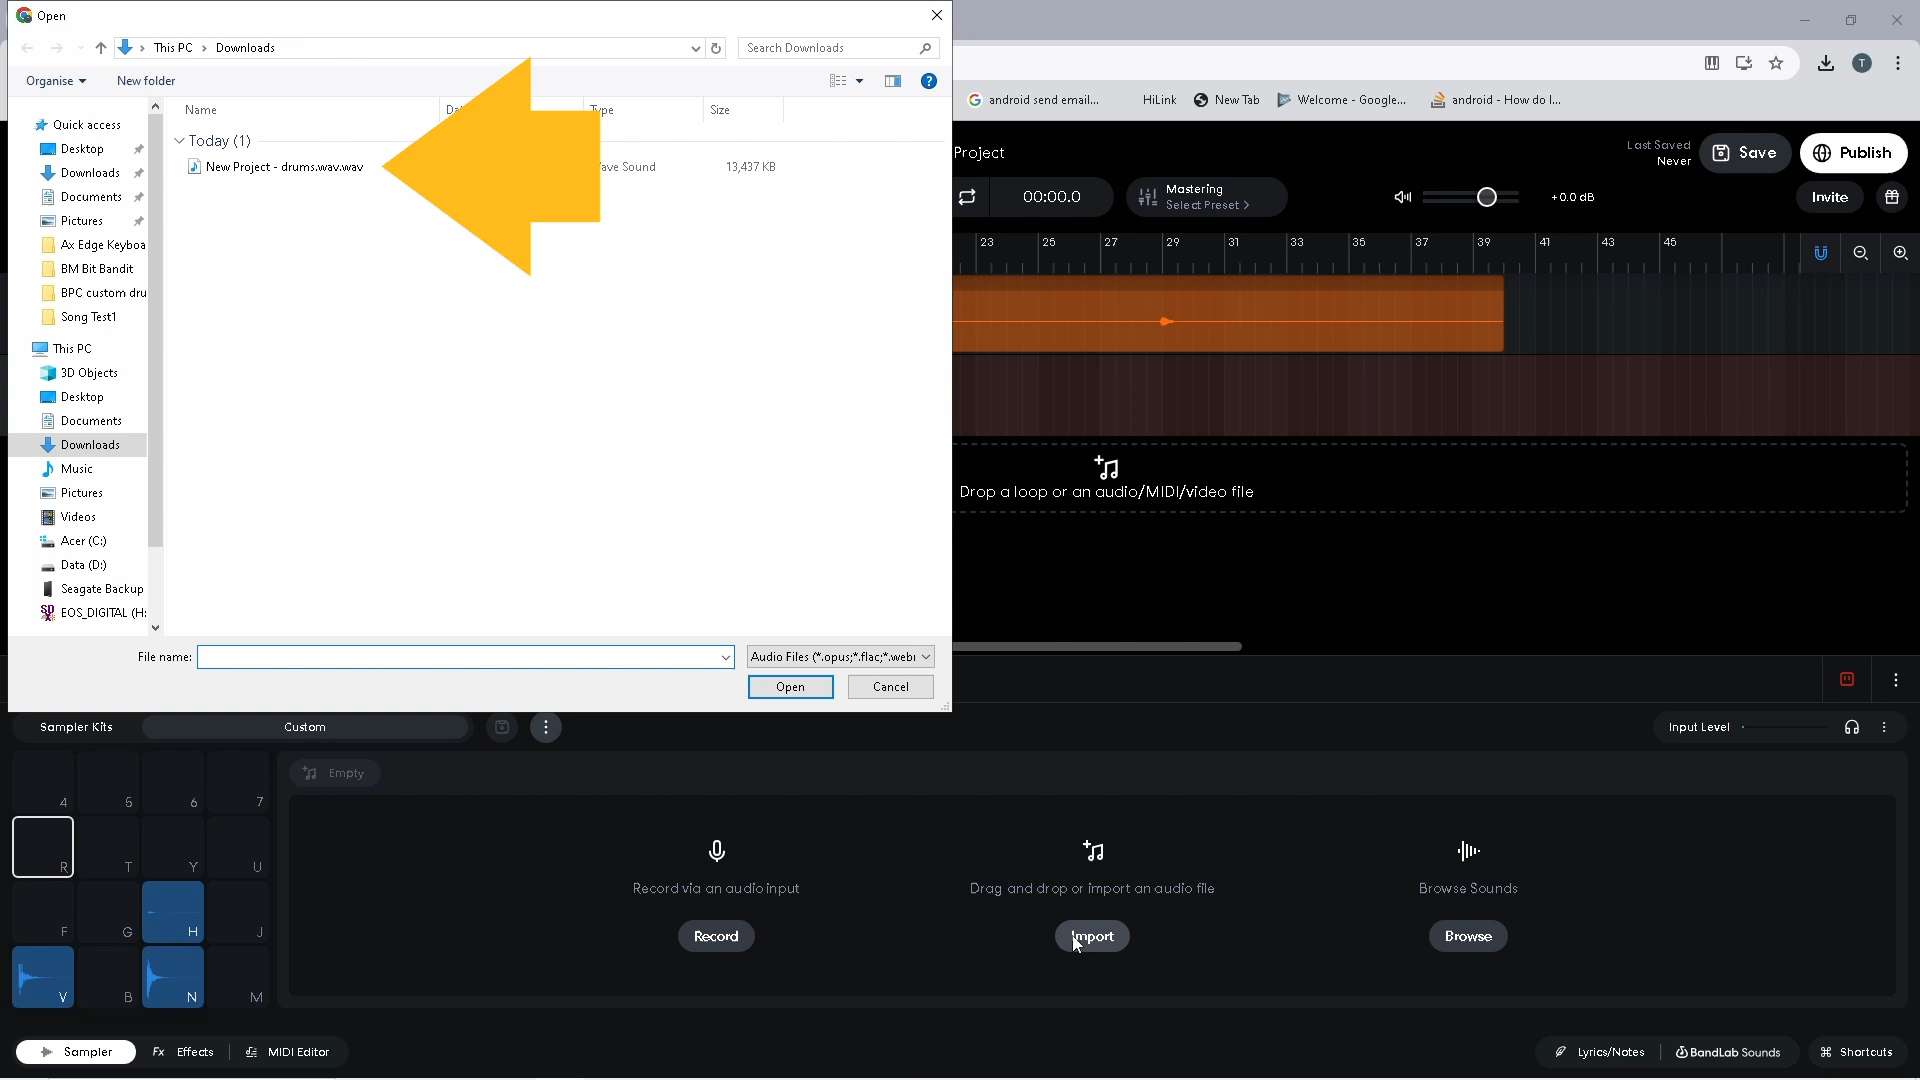 Open
This PC > Downloads
Search Downloads
Organise
New folder
Name
Size
Quick access
Desktop
Downloads
Documents
Pictures
Ax Edge Keyboa
BM Bit Bandit
BPC custom dru
Song Test1
This PC
3D Objects
Desktop
Documents
Downloads
Music
Pictures
Videos
Acer (C:)
Data (D:)
Seagate Backup
EOS_DIGITAL (H:
Today (1)
New Project - drums.wav.wav
ave Sound
13,437 KB
File name:
Audio Files (*.opus;*.flac;*.web
Open
Cancel
T
android send email...
HiLink
New Tab
Welcome - Google...
android - How do I...
Project
Last Saved
Never
Save
Publish
00:00.0
Mastering
Select Preset >
+0.0 dB
Invite
23 25 27 29 31 33 35 37 39 41 43 45
Drop a loop or an audio/MIDI/video file
Sampler Kits
Custom
Input Level
4 5 6 7
R T Y U
F G H J
V B N M
Empty
Record via an audio input
Drag and drop or import an audio file
Browse Sounds
Record
Import
Browse
Sampler
Fx Effects
MIDI Editor
Lyrics/Notes
BandLab Sounds
Shortcuts